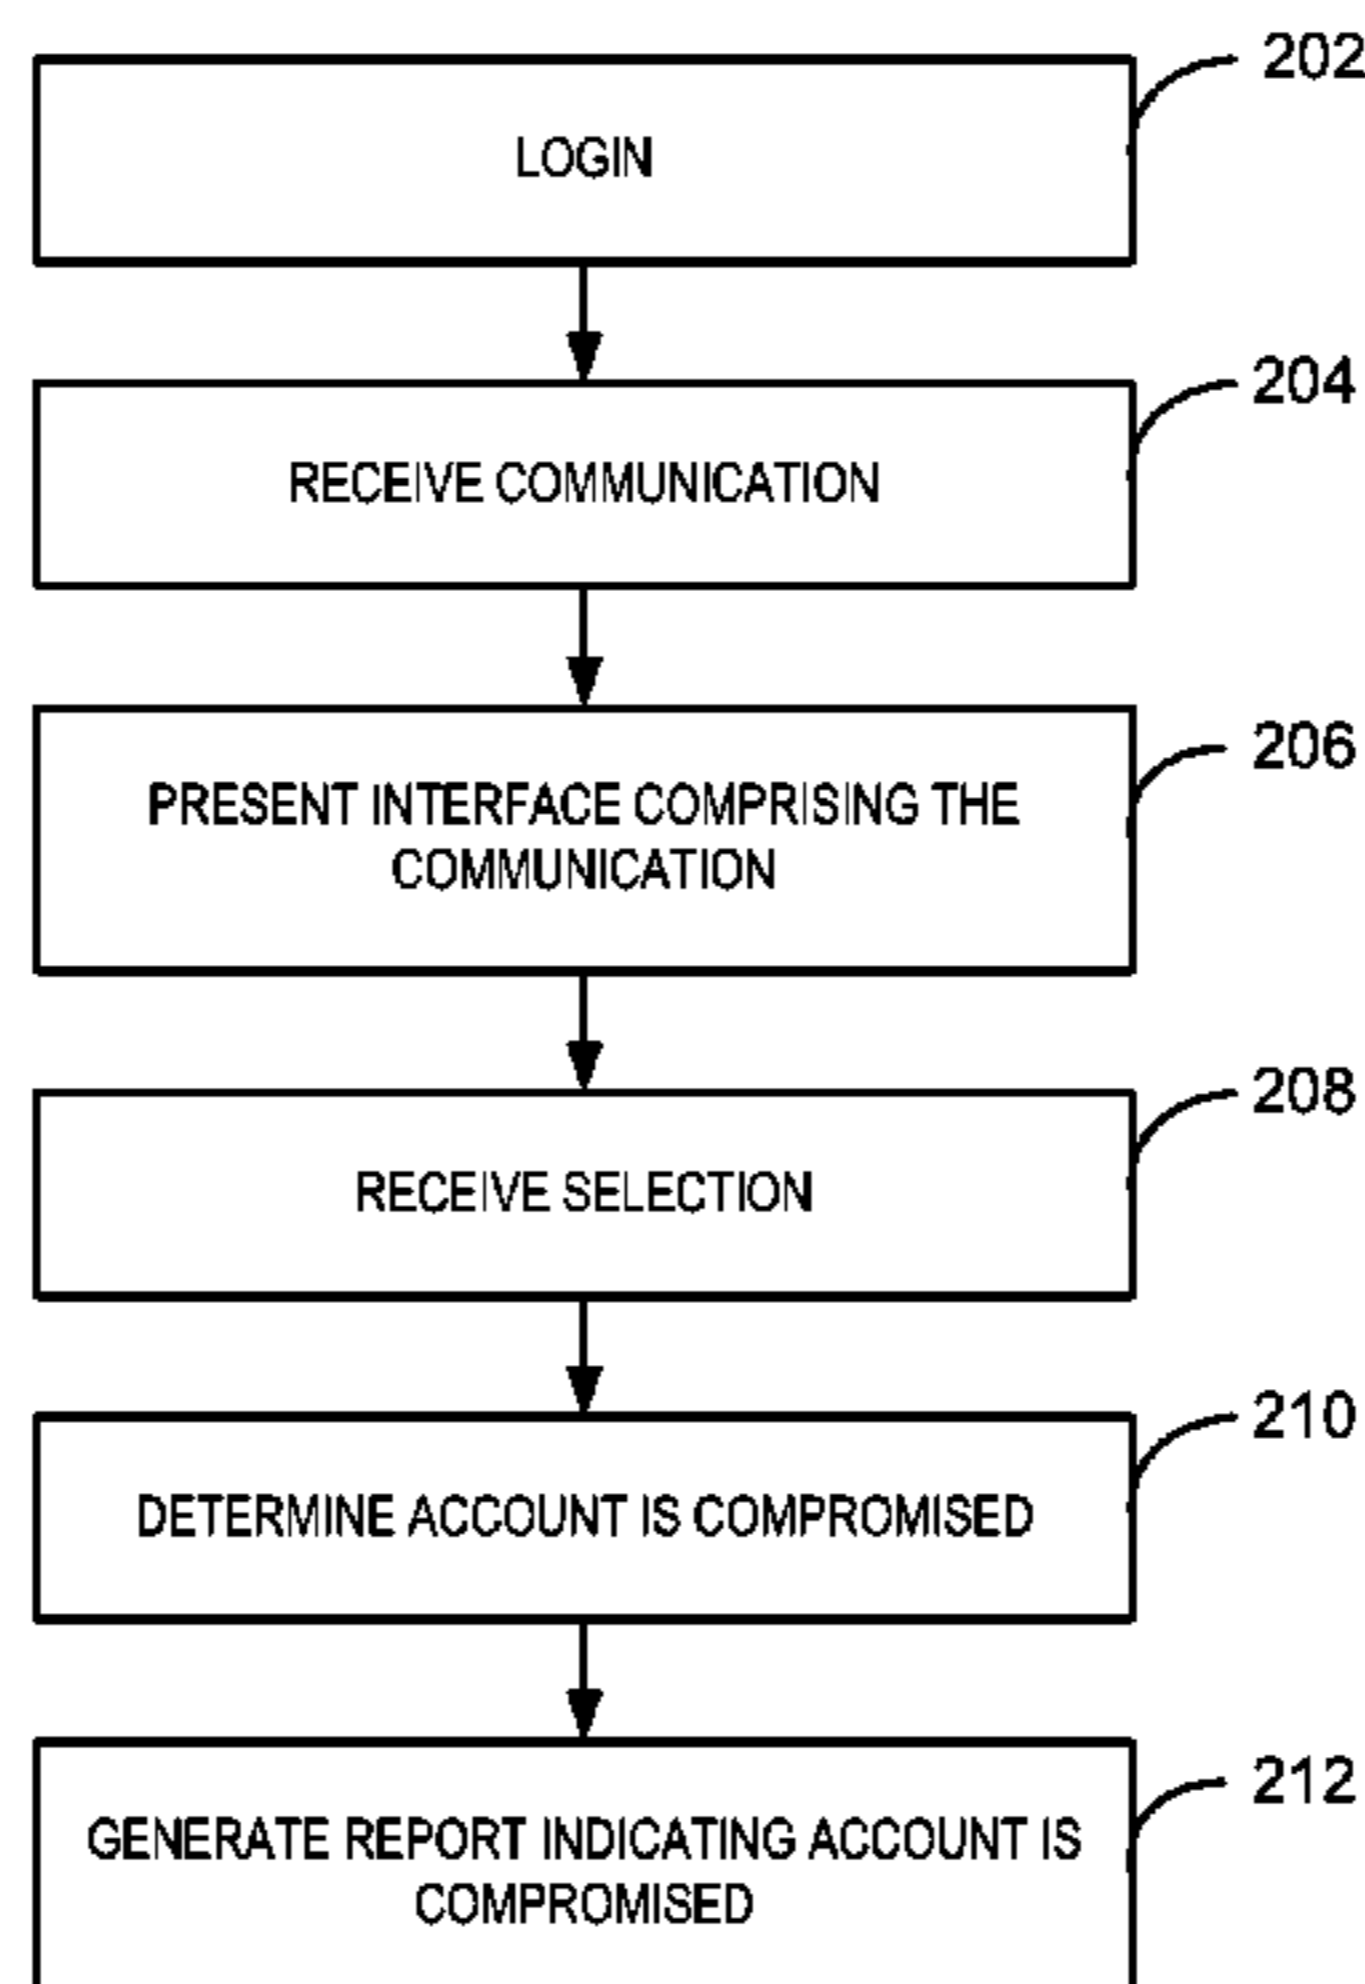 202
LOGIN
204
RECEIVE COMMUNICATION
206
PRESENT INTERFACE COMPRISING THE
COMMUNICATION
208
RECEIVE SELECTION
210
DETERMINE ACCOUNT IS COMPROMISED
212
GENERATE REPORT INDICATING ACCOUNT IS
COMPROMISED